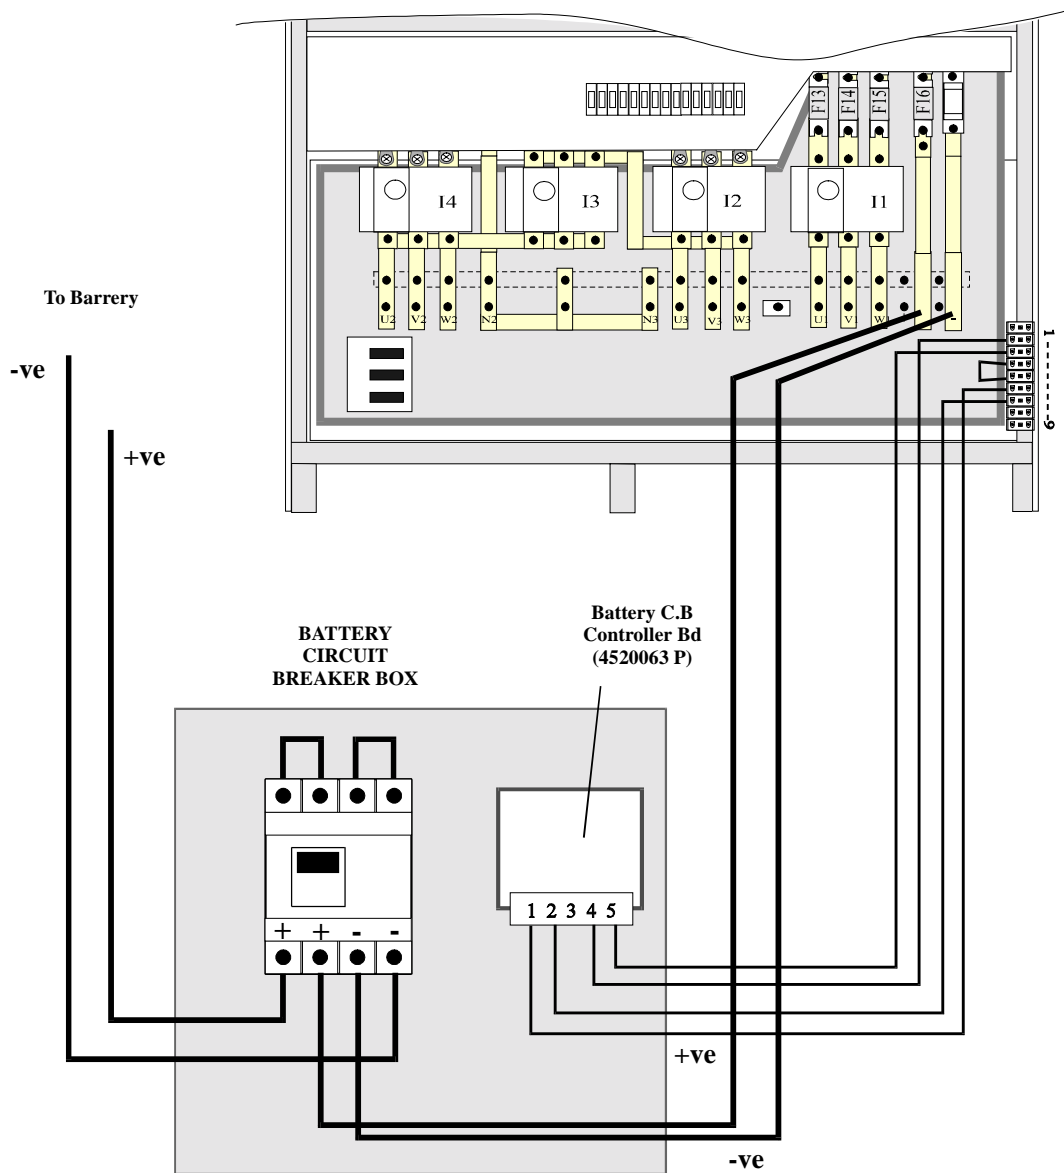 F13
F14
F15
F16
I4
I3
I2
I1
To Barrery
U2
V2
W2
N2
N3
U3
V3
W3
U1
V1
-
1
9
-ve
+ve
Battery C.B
Controller Bd
(4520063 P)
BATTERY
CIRCUIT
BREAKER BOX
+ + - -
1 2 3 4 5
+ve
-ve